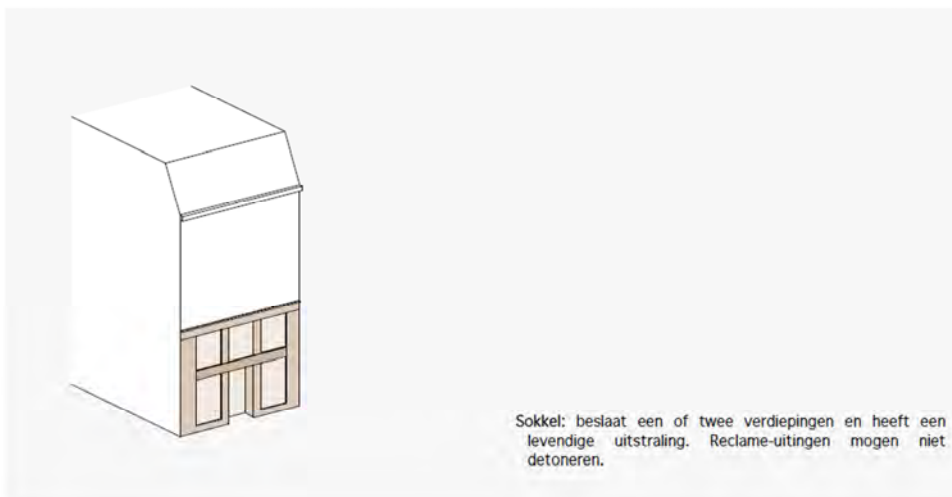 Sokkel: beslaat een of twee verdiepingen en heeft een
levendige uitstraling. Reclame-uitingen mogen niet
detoneren.